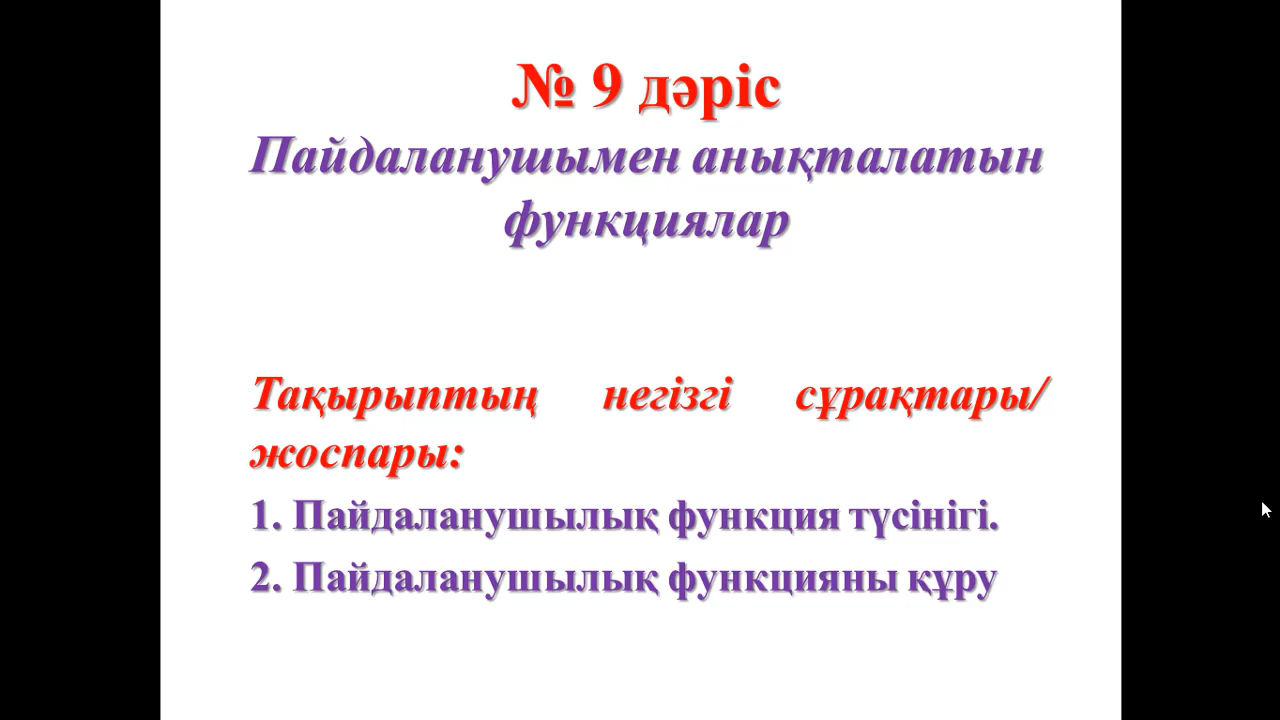 № 9 дәріс
Пайдаланушымен анықталатын
функциялар
Тақырыптың негізгі сұрақтары/
жоспары:
1. Пайдаланушылық функция түсінігі.
2. Пайдаланушылық функцияны құру